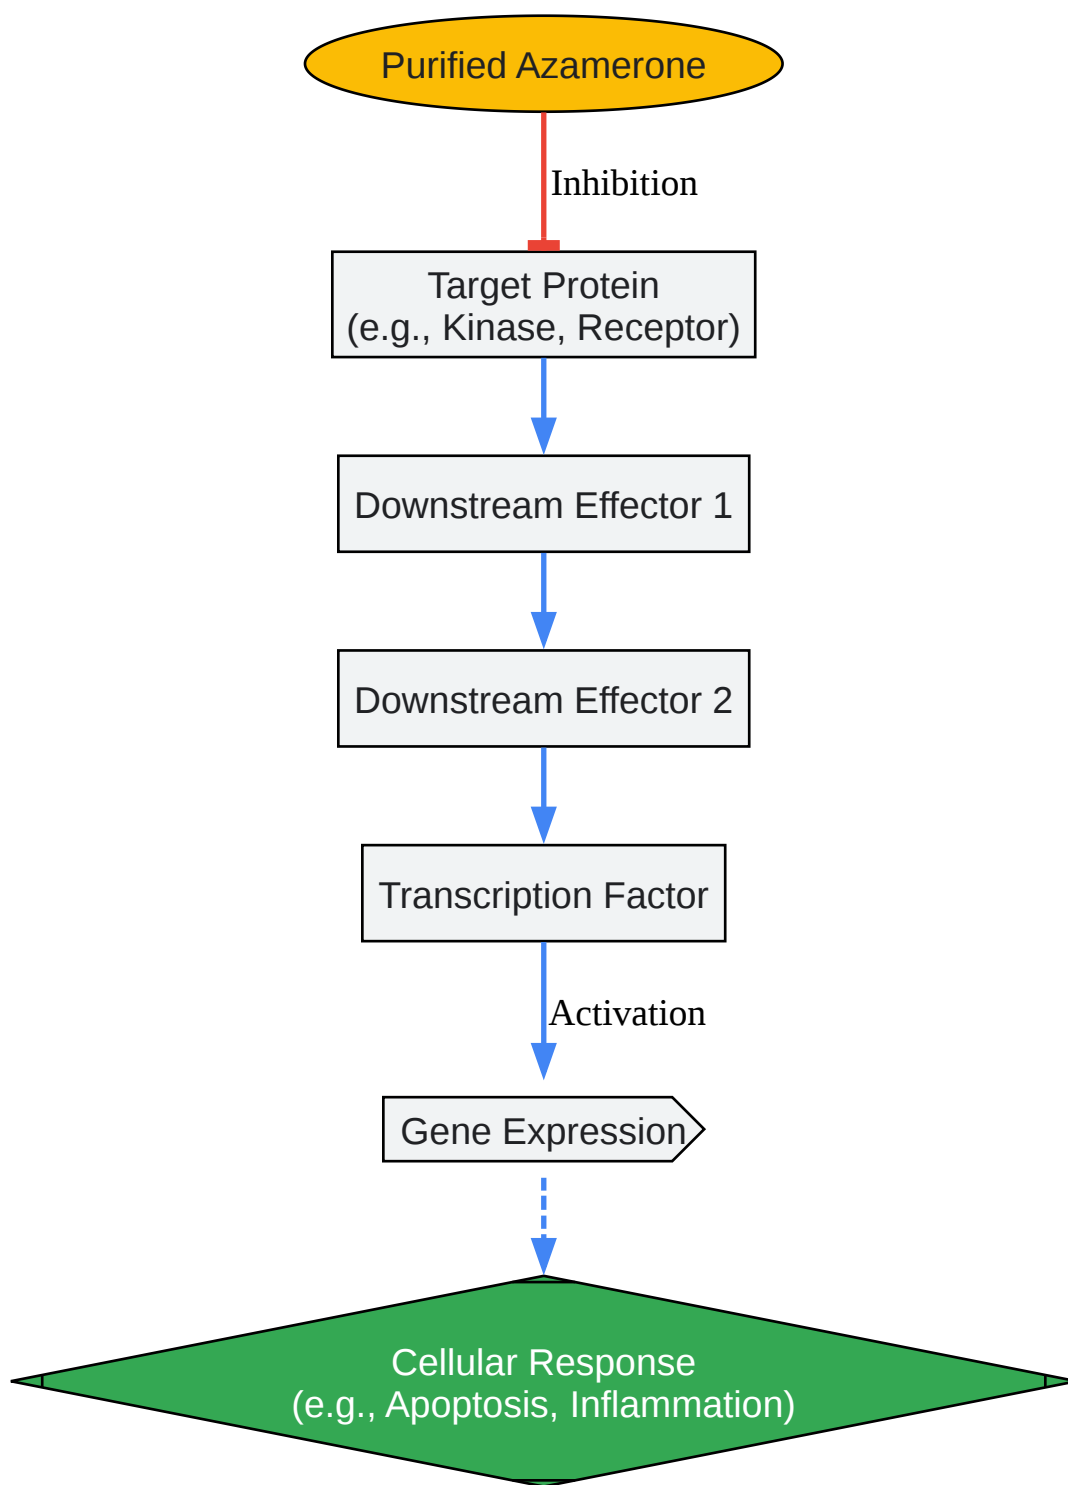 Purified Azamerone
Inhibition
Target Protein
(e.g., Kinase, Receptor)
Downstream Effector 1
Downstream Effector 2
Transcription Factor
Activation
Gene Expression
Cellular Response
(e.g., Apoptosis, Inflammation)